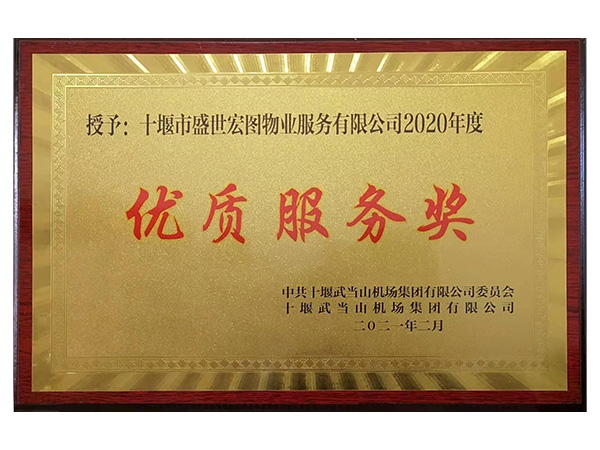 授予：十堰市盛世宏图物业服务有限公司2020年度
优质服务奖
中共十堰武当山机场集团有限公司委员会
十堰武当山机场集团有限公司
二〇二一年二月